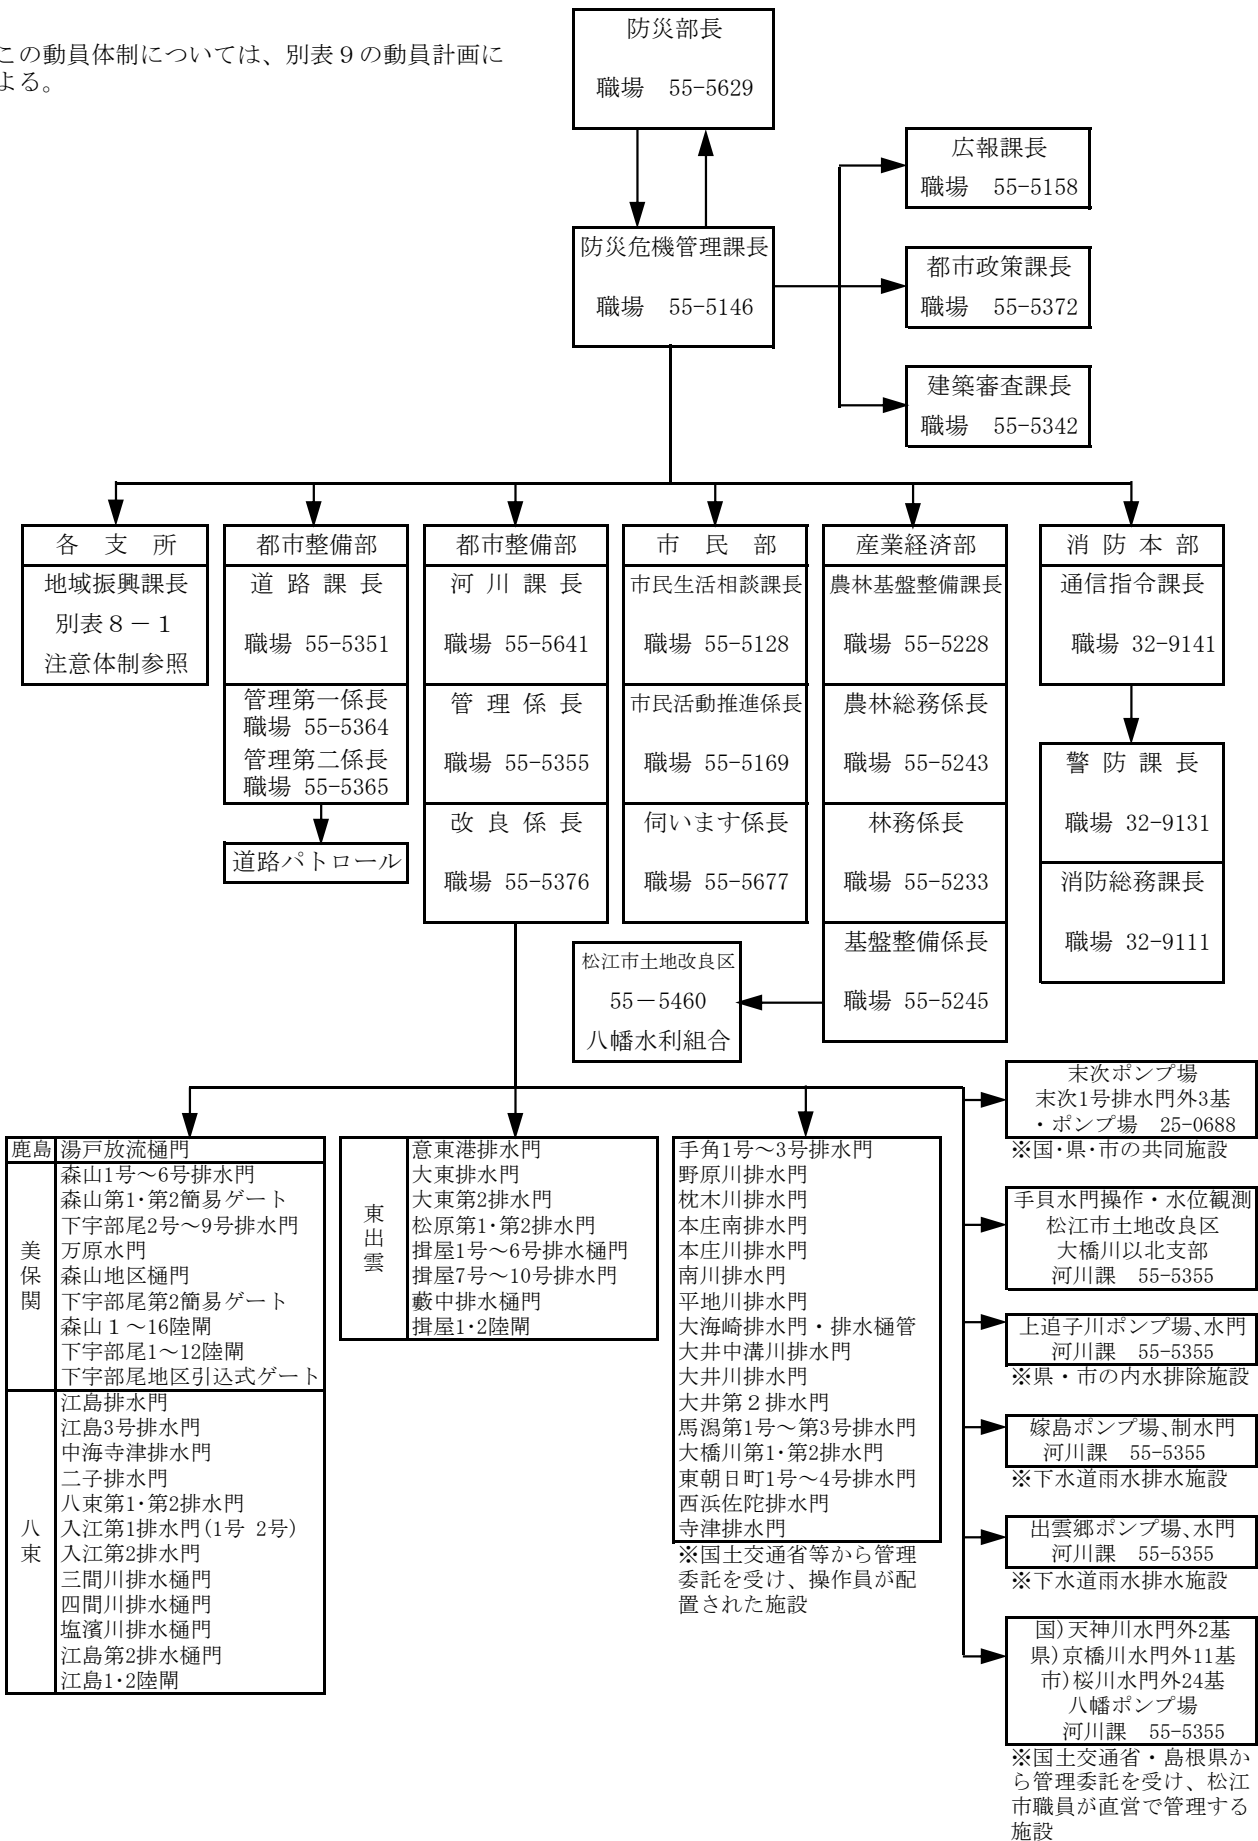 この動員体制については、別表９の動員計画に
よる。
防災部長
職場　55-5629
防災危機管理課長
職場　55-5146
広報課長
職場　55-5158
都市政策課長
職場　55-5372
建築審査課長
職場　55-5342
各　支　所
地域振興課長
別表８－１
注意体制参照
都市整備部
道 路 課 長
職場 55-5351
管理第一係長
職場 55-5364
管理第二係長
職場 55-5365
道路パトロール
都市整備部
河 川 課 長
職場 55-5641
管 理 係 長
職場 55-5355
改 良 係 長
職場 55-5376
市　民　部
市民生活相談課長
職場 55-5128
市民活動推進係長
職場 55-5169
伺います係長
職場 55-5677
産業経済部
農林基盤整備課長
職場 55-5228
農林総務係長
職場 55-5243
林務係長
職場 55-5233
基盤整備係長
職場 55-5245
消 防 本 部
通信指令課長
職場 32-9141
警 防 課 長
職場 32-9131
消防総務課長
職場 32-9111
松江市土地改良区
55－5460
八幡水利組合
鹿島
湯戸放流樋門
美保関
森山1号～6号排水門
森山第1･第2簡易ゲート
下宇部尾2号～9号排水門
万原水門
森山地区樋門
下宇部尾第2簡易ゲート
森山１～16陸閘
下宇部尾1～12陸閘
下宇部尾地区引込式ゲート
八束
江島排水門
江島3号排水門
中海寺津排水門
二子排水門
八束第1･第2排水門
入江第1排水門(1号 2号)
入江第2排水門
三間川排水樋門
四間川排水樋門
塩濱川排水樋門
江島第2排水樋門
江島1･2陸閘
東出雲
意東港排水門
大東排水門
大東第2排水門
松原第1･第2排水門
揖屋1号～6号排水樋門
揖屋7号～10号排水門
藪中排水樋門
揖屋1･2陸閘
手角1号～3号排水門
野原川排水門
枕木川排水門
本庄南排水門
本庄川排水門
南川排水門
平地川排水門
大海崎排水門・排水樋管
大井中溝川排水門
大井川排水門
大井第２排水門
馬潟第1号～第3号排水門
大橋川第1･第2排水門
東朝日町1号～4号排水門
西浜佐陀排水門
寺津排水門
※国土交通省等から管理
委託を受け、操作員が配
置された施設
末次ポンプ場
末次1号排水門外3基
・ポンプ場　25-0688
※国･県･市の共同施設
手貝水門操作・水位観測
松江市土地改良区
大橋川以北支部
河川課　55-5355
上追子川ポンプ場、水門
河川課　55-5355
※県・市の内水排除施設
嫁島ポンプ場、制水門
河川課　55-5355
※下水道雨水排水施設
出雲郷ポンプ場、水門
河川課　55-5355
※下水道雨水排水施設
国)天神川水門外2基
県)京橋川水門外11基
市)桜川水門外24基
八幡ポンプ場
河川課　55-5355
※国土交通省・島根県か
ら管理委託を受け、松江
市職員が直営で管理する
施設